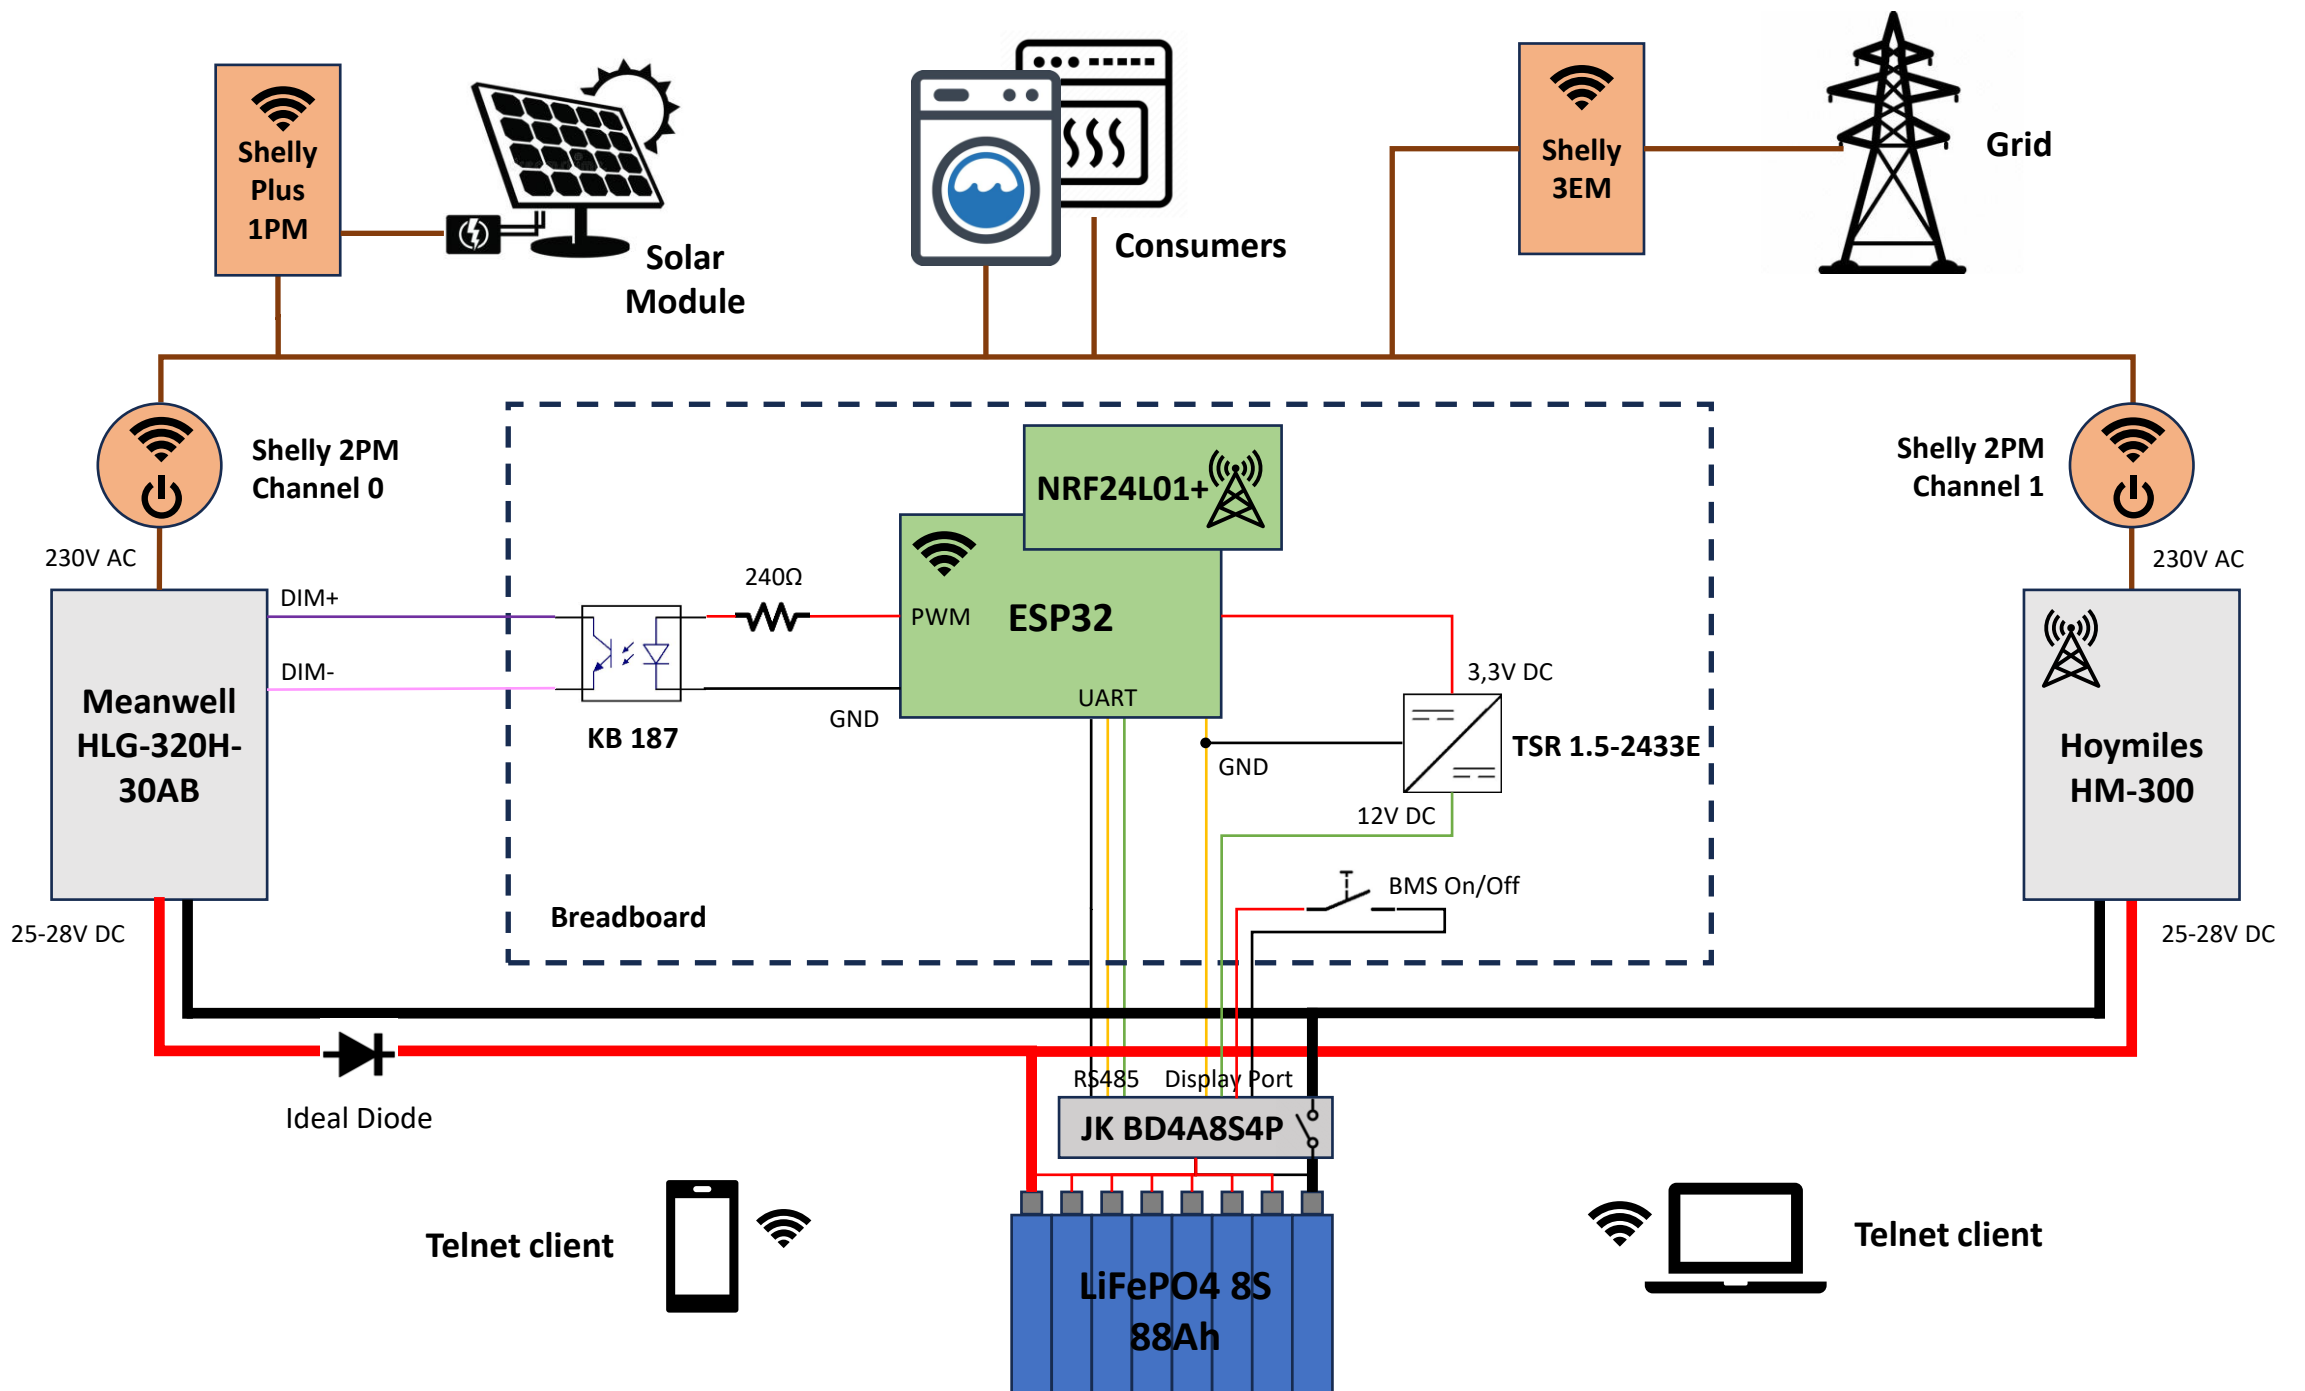 Shelly
Plus
1PM
Solar
Module
Consumers
Shelly
3EM
Grid
Shelly 2PM
Channel 0
Shelly 2PM
Channel 1
NRF24L01+
230V AC
230V AC
240Ω
DIM+
PWM
ESP32
DIM-
3,3V DC
UART
GND
Meanwell
HLG-320H-
30AB
KB 187
TSR 1.5-2433E
GND
Hoymiles
HM-300
12V DC
BMS On/Off
Breadboard
25-28V DC
25-28V DC
RS485
Display Port
Ideal Diode
JK BD4A8S4P
Telnet client
Telnet client
LiFePO4 8S
88Ah